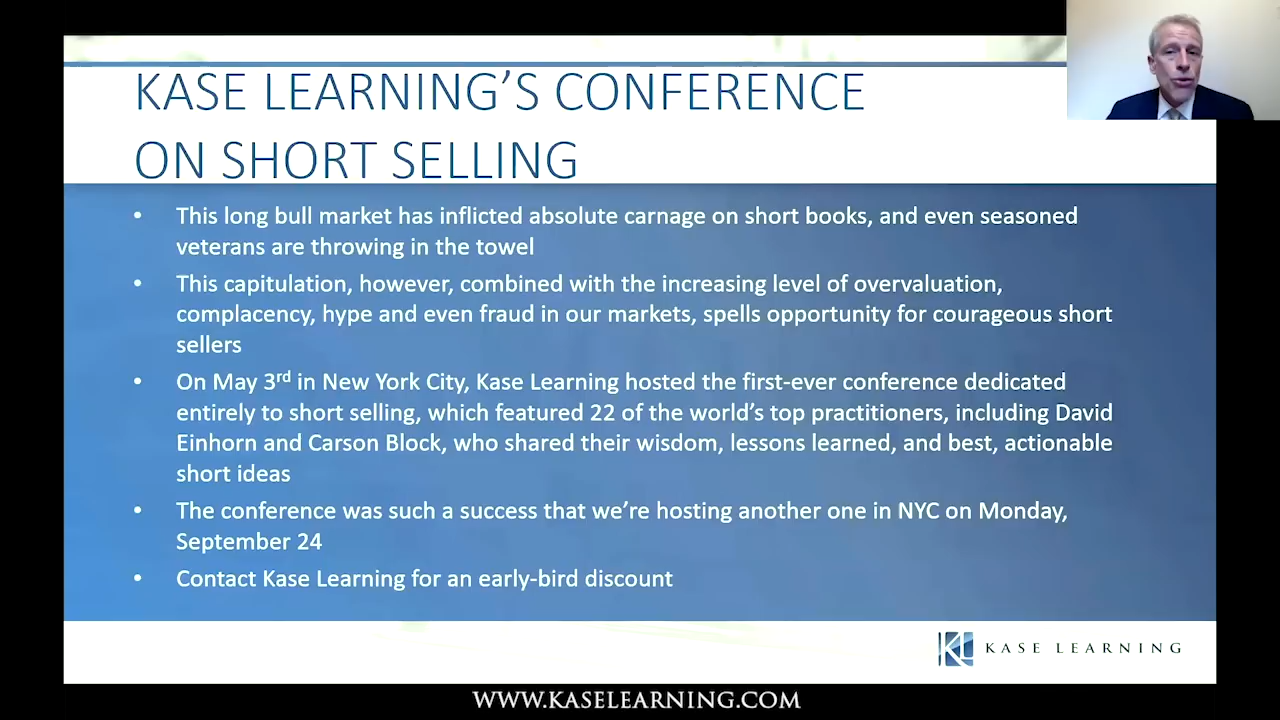 KASE LEARNING'S CONFERENCE
ON SHORT SELLING
• This long bull market has inflicted absolute carnage on short books, and even seasoned
veterans are throwing in the towel
• This capitulation, however, combined with the increasing level of overvaluation,
complacency, hype and even fraud in our markets, spells opportunity for courageous short
sellers
• On May 3rd in New York City, Kase Learning hosted the first-ever conference dedicated
entirely to short selling, which featured 22 of the world's top practitioners, including David
Einhorn and Carson Block, who shared their wisdom, lessons learned, and best, actionable
short ideas
• The conference was such a success that we're hosting another one in NYC on Monday,
September 24
• Contact Kase Learning for an early-bird discount
KL KASE LEARNING
WWW.KASELEARNING.COM